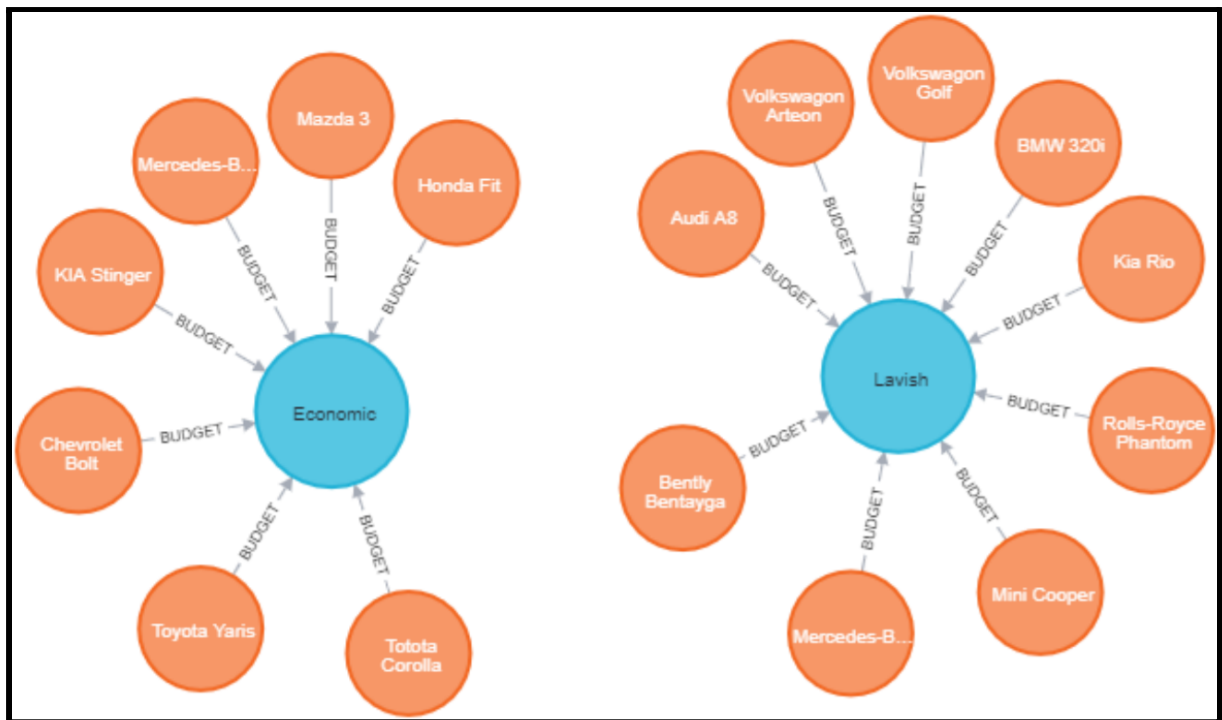 Mazda 3
Mercedes-B...
Honda Fit
KIA Stinger
BUDGET
BUDGET
BUDGET
BUDGET
Economic
Chevrolet
Bolt
BUDGET
BUDGET
BUDGET
Toyota Yaris
Totota
Corolla
Volkswagon
Golf
Volkswagon
Arteon
BMW 320i
Audi A8
Kia Rio
BUDGET
BUDGET
BUDGET
BUDGET
BUDGET
Lavish
BUDGET
Rolls-Royce
Phantom
BUDGET
Bently
Bentayga
BUDGET
BUDGET
Mini Cooper
Mercedes-B...